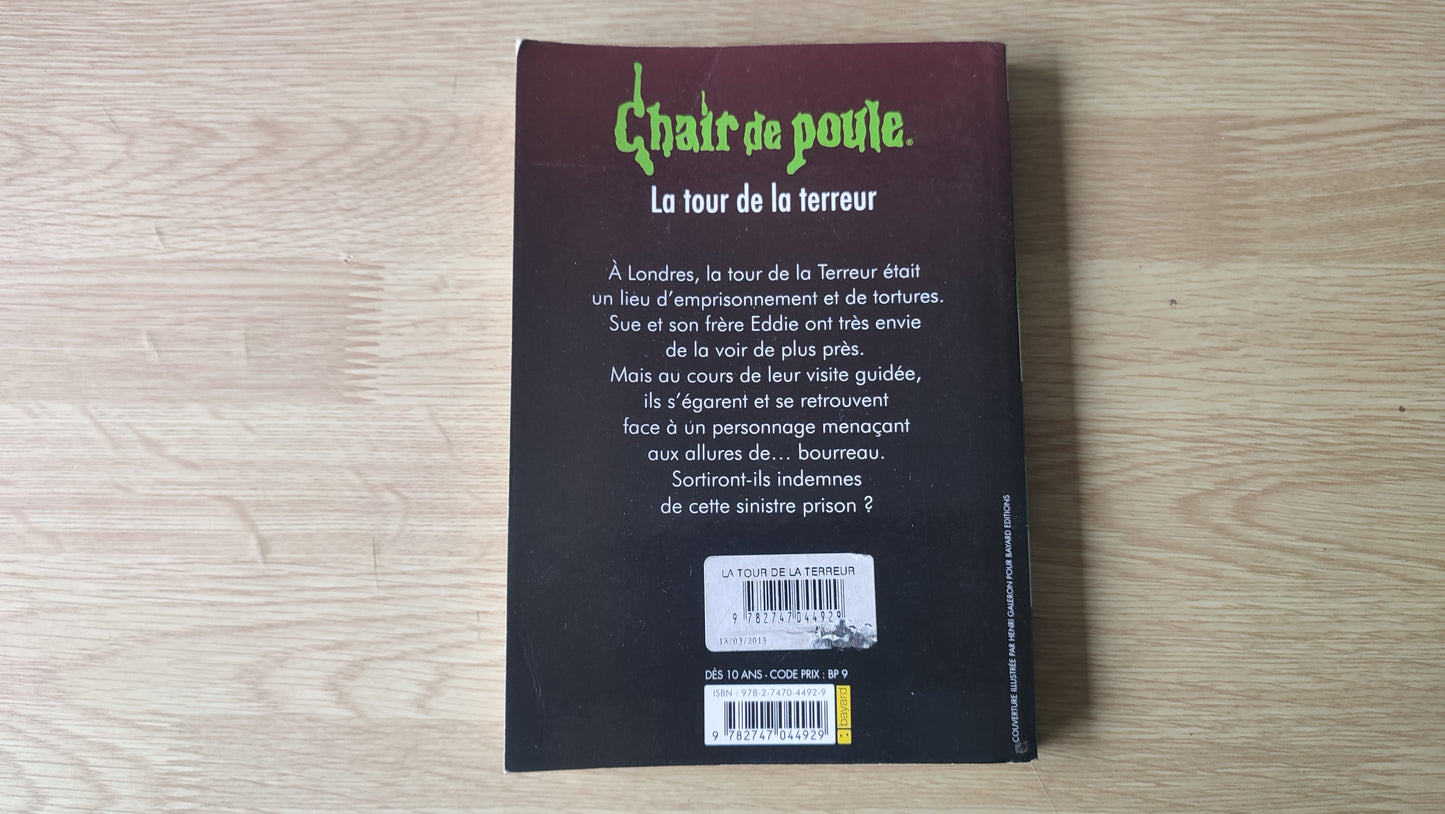 Chair de poule®
La tour de la terreur
À Londres, la tour de la Terreur était
un lieu d'emprisonnement et de tortures.
Sue et son frère Eddie ont très envie
de la voir de plus près.
Mais au cours de leur visite guidée,
ils s'égarent et se retrouvent
face à un personnage menaçant
aux allures de... bourreau.
Sortiront-ils indemnes
de cette sinistre prison ?
LA TOUR DE LA TERREUR
9 782747 044929
18/03/2013
DÈS 10 ANS - CODE PRIX : BP 9
ISBN : 978-2-7470-4492-9
9 782747 044929
bayard
COUVERTURE ILLUSTRÉE PAR HENRI GALERON POUR BAYARD EDITIONS